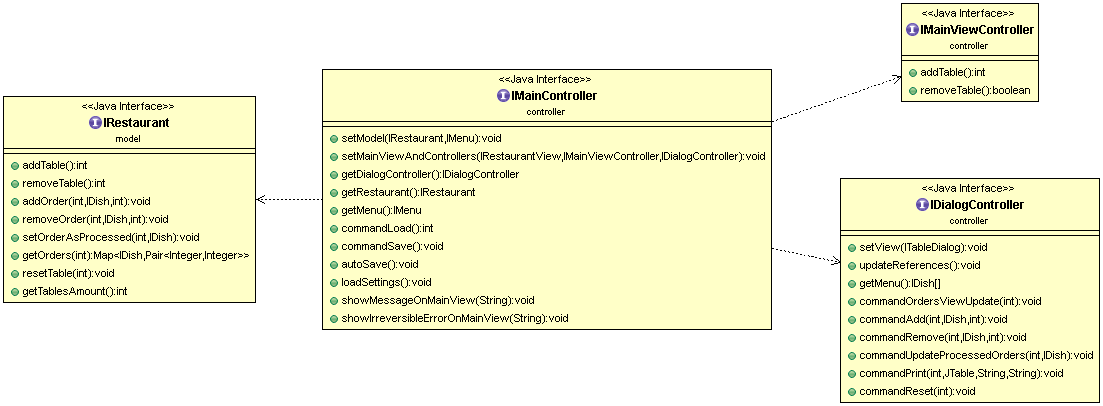 <<Java Interface>>
IRestaurant
model
addTable():int
removeTable():int
addOrder(int,IDish,int):void
removeOrder(int,IDish,int):void
setOrderAsProcessed(int,IDish):void
getOrders(int):Map<IDish,Pair<Integer,Integer>>
resetTable(int):void
getTablesAmount():int
<<Java Interface>>
IMainController
controller
setModel(IRestaurant,IMenu):void
setMainViewAndControllers(IRestaurantView,IMainViewController,IDialogController):void
getDialogController():IDialogController
getRestaurant():IRestaurant
getMenu():IMenu
commandLoad():int
commandSave():void
autoSave():void
loadSettings():void
showMessageOnMainView(String):void
showIrreversibleErrorOnMainView(String):void
<<Java Interface>>
IMainViewController
controller
addTable():int
removeTable():boolean
<<Java Interface>>
IDialogController
controller
setView(ITableDialog):void
updateReferences():void
getMenu():IDish[]
commandOrdersViewUpdate(int):void
commandAdd(int,IDish,int):void
commandRemove(int,IDish,int):void
commandUpdateProcessedOrders(int,IDish):void
commandPrint(int,JTable,String,String):void
commandReset(int):void